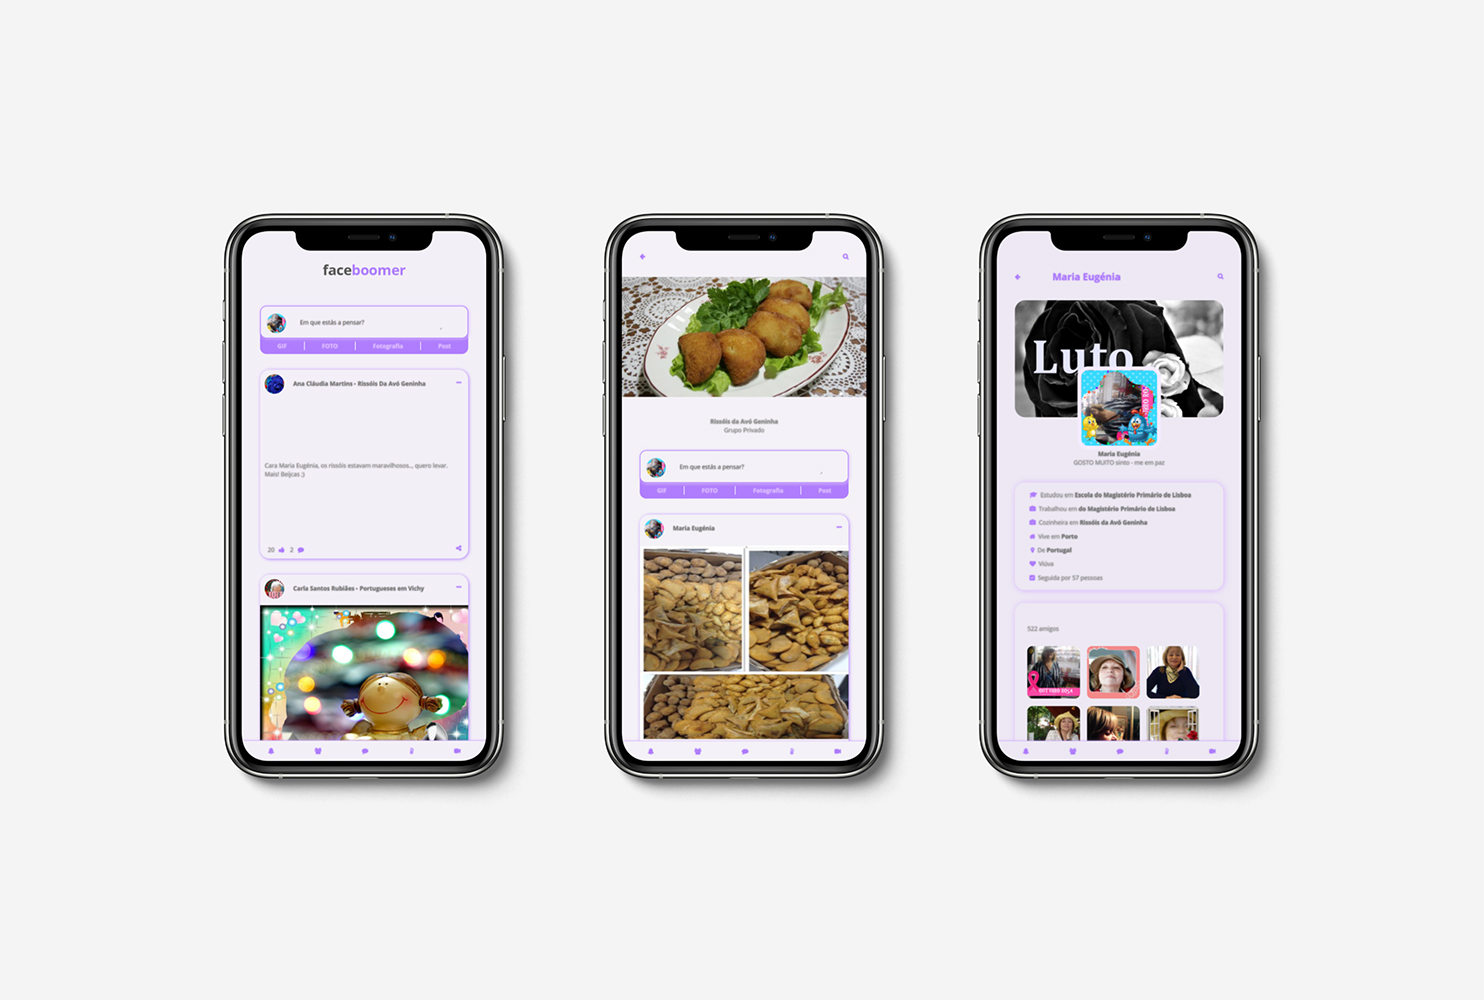 faceboomer
Em que estás a pensar?
GIF
FOTO
Fotografia
Post
Ana Cláudia Martins - Rissóis Da Avó Geninha
Cara Maria Eugénia, os rissóis estavam maravilhosos.., quero levar.
Mais! Beijcas ;)
20
2
Carla Santos Rubiães - Portugueses em Vichy
Rissóis da Avó Geninha
Grupo Privado
Em que estás a pensar?
GIF
FOTO
Fotografia
Post
Maria Eugénia
Maria Eugénia
Luto
Maria Eugénia
GOSTO MUITO sinto - me em paz
Estudou em Escola do Magistério Primário de Lisboa
Trabalhou em do Magistério Primário de Lisboa
Cozinheira em Rissóis da Avó Geninha
Vive em Porto
De Portugal
Viúva
Seguida por 57 pessoas
522 amigos